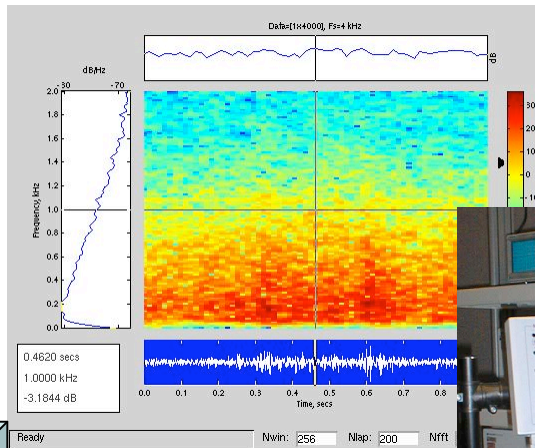 Data=[1x4000], Fs=4 kHz
dB
dB/Hz
-30 -70
2.0
1.8
1.6
1.4
1.2
1.0
0.8
0.6
0.4
0.2
0.0
Frequency, kHz
30
20
10
0
10
0.4620 secs
1.0000 kHz
-3.1844 dB
0.0 0.1 0.2 0.3 0.4 0.5 0.6 0.7 0.8
Time, secs
Ready Nwin: 256 Nlap: 200 Nfft